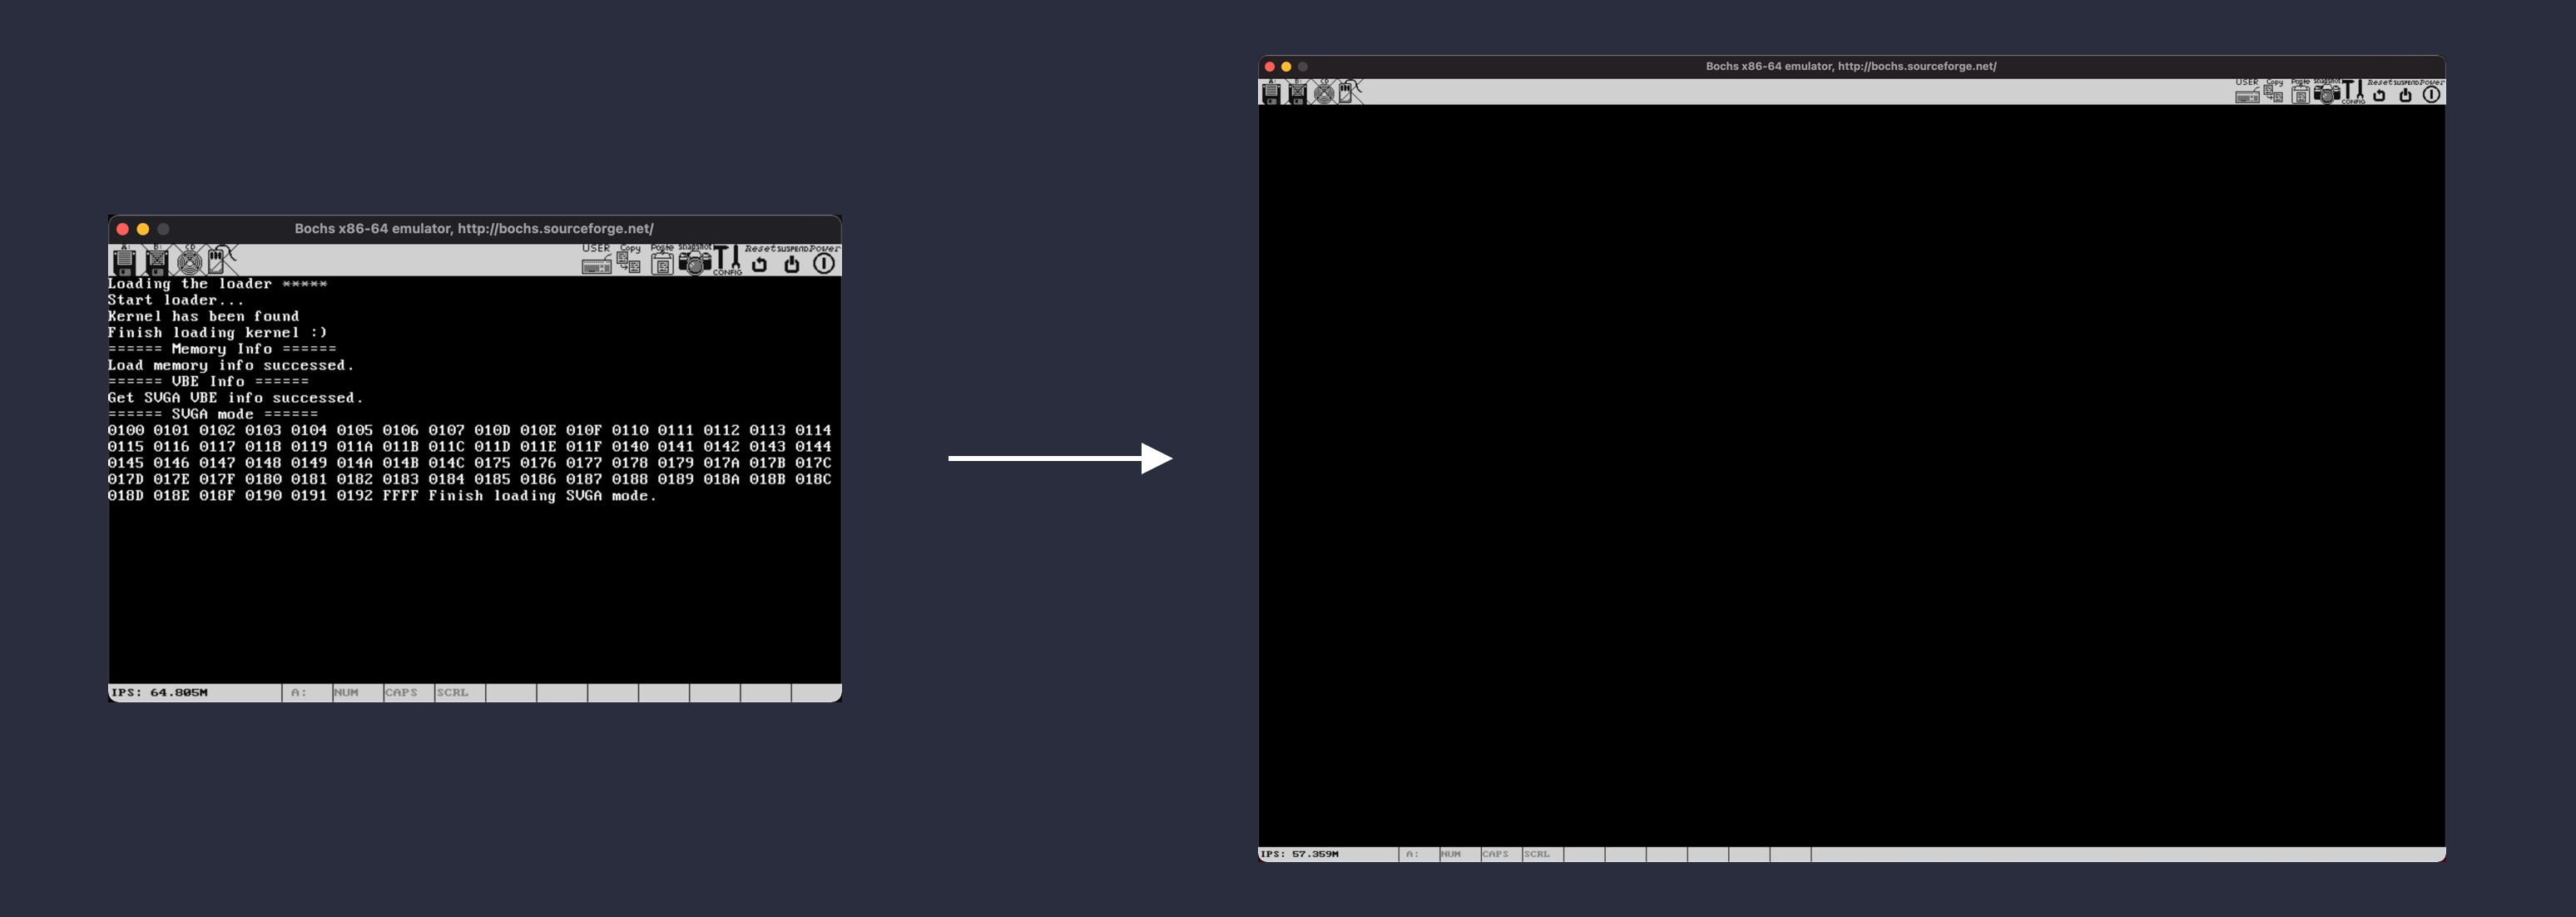 Bochs x86-64 emulator, http://bochs.sourceforge.net/
A: B: CD USER Copy Paste snapshot CONFIG Reset SUSPEND Power
Loading the loader *****
Start loader...
Kernel has been found
Finish loading kernel :)
====== Memory Info ======
Load memory info successed.
====== VBE Info ======
Get SVGA VBE info successed.
====== SVGA mode ======
0100 0101 0102 0103 0104 0105 0106 0107 010D 010E 010F 0110 0111 0112 0113 0114
0115 0116 0117 0118 0119 011A 011B 011C 011D 011E 011F 0140 0141 0142 0143 0144
0145 0146 0147 0148 0149 014A 014B 014C 0175 0176 0177 0178 0179 017A 017B 017C
017D 017E 017F 0180 0181 0182 0183 0184 0185 0186 0187 0188 0189 018A 018B 018C
018D 018E 018F 0190 0191 0192 FFFF Finish loading SVGA mode.
IPS: 64.805M A: NUM CAPS SCRL
Bochs x86-64 emulator, http://bochs.sourceforge.net/
A: B: CD USER Copy Paste snapshot CONFIG Reset SUSPEND Power
IPS: 57.359M A: NUM CAPS SCRL